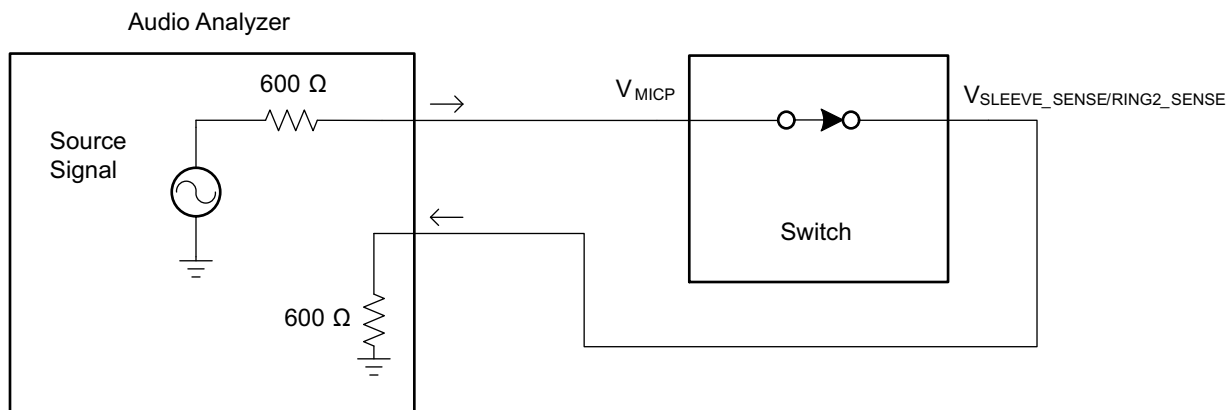 Audio Analyzer
600 Ω
Source
Signal
V MICP
V SLEEVE_SENSE/RING2_SENSE
Switch
600 Ω